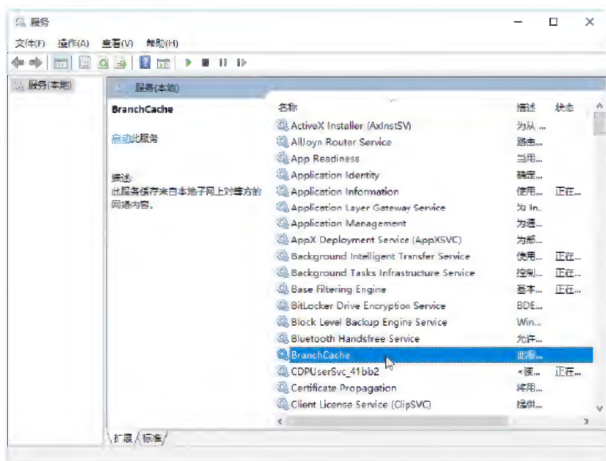 服务
文件(F) 操作(A) 查看(V) 帮助(H)
服务(本地)
服务(本地)
BranchCache
启动此服务
描述:
此服务缓存来自本地子网上对等方的
网络内容。
名称 描述 状态
ActiveX Installer (AxInstSV) 为从 ...
AllJoyn Router Service 路由...
App Readiness 当用...
Application Identity 确定...
Application Information 使用... 正在...
Application Layer Gateway Service 为 In...
Application Management 为通...
AppX Deployment Service (AppXSVC) 为部...
Background Intelligent Transfer Service 使用... 正在...
Background Tasks Infrastructure Service 控制... 正在...
Base Filtering Engine 基本... 正在...
BitLocker Drive Encryption Service BDE...
Block Level Backup Engine Service Win...
Bluetooth Handsfree Service 允许...
BranchCache 此服...
CDPUserSvc_41bb2 <读... 正在...
Certificate Propagation 将用...
Client License Service (ClipSVC) 提供...
扩展 标准